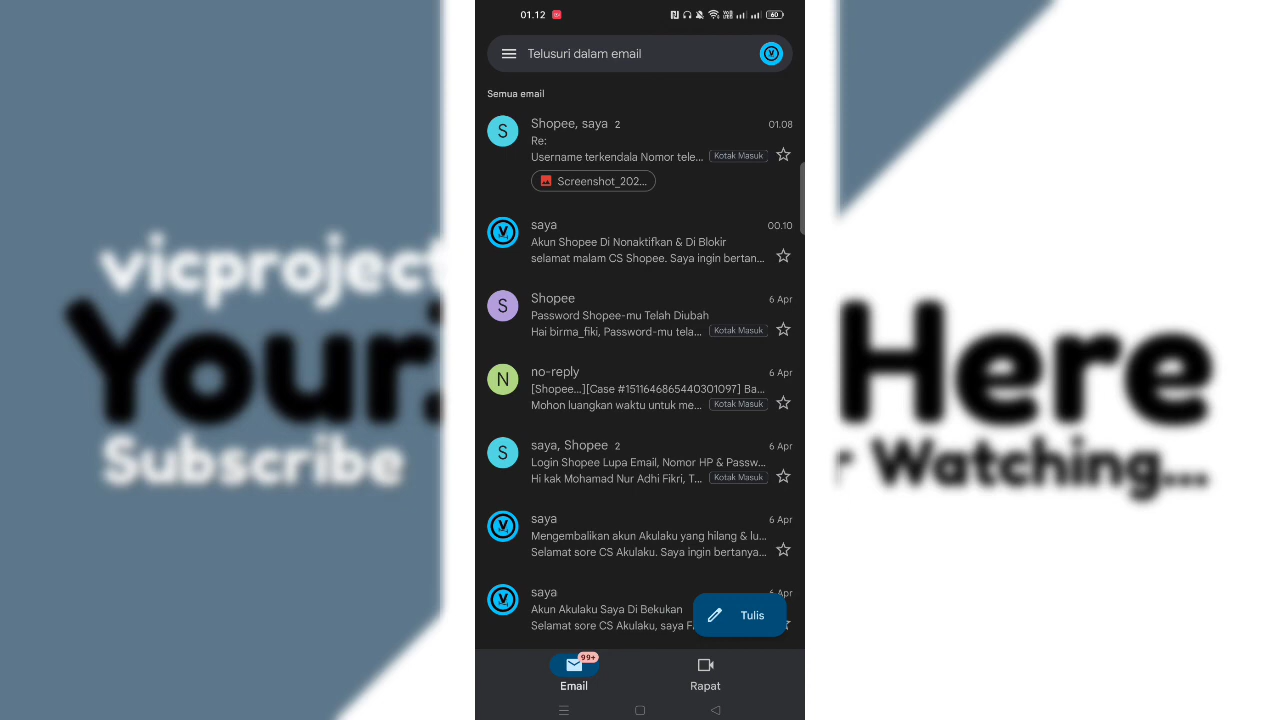 01.12
60
Telusuri dalam email
Semua email
S
Shopee, saya 2
01.08
Re:
Username terkendala Nomor tele...
Kotak Masuk
Screenshot_202...
saya
00.10
Akun Shopee Di Nonaktifkan & Di Blokir
selamat malam CS Shopee. Saya ingin bertan...
S
Shopee
6 Apr
Password Shopee-mu Telah Diubah
Hai birma_fiki, Password-mu tela...
Kotak Masuk
N
no-reply
6 Apr
[Shopee...][Case #1511646865440301097] Ba...
Mohon luangkan waktu untuk me...
Kotak Masuk
S
saya, Shopee 2
6 Apr
Login Shopee Lupa Email, Nomor HP & Passw...
Hi kak Mohamad Nur Adhi Fikri, T...
Kotak Masuk
saya
6 Apr
Mengembalikan akun Akulaku yang hilang & lu...
Selamat sore CS Akulaku. Saya ingin bertanya...
saya
6 Apr
Akun Akulaku Saya Di Bekukan
Selamat sore CS Akulaku, saya F
Tulis
99+
Email
Rapat
vicproject
Your
Here
Subscribe
Watching...